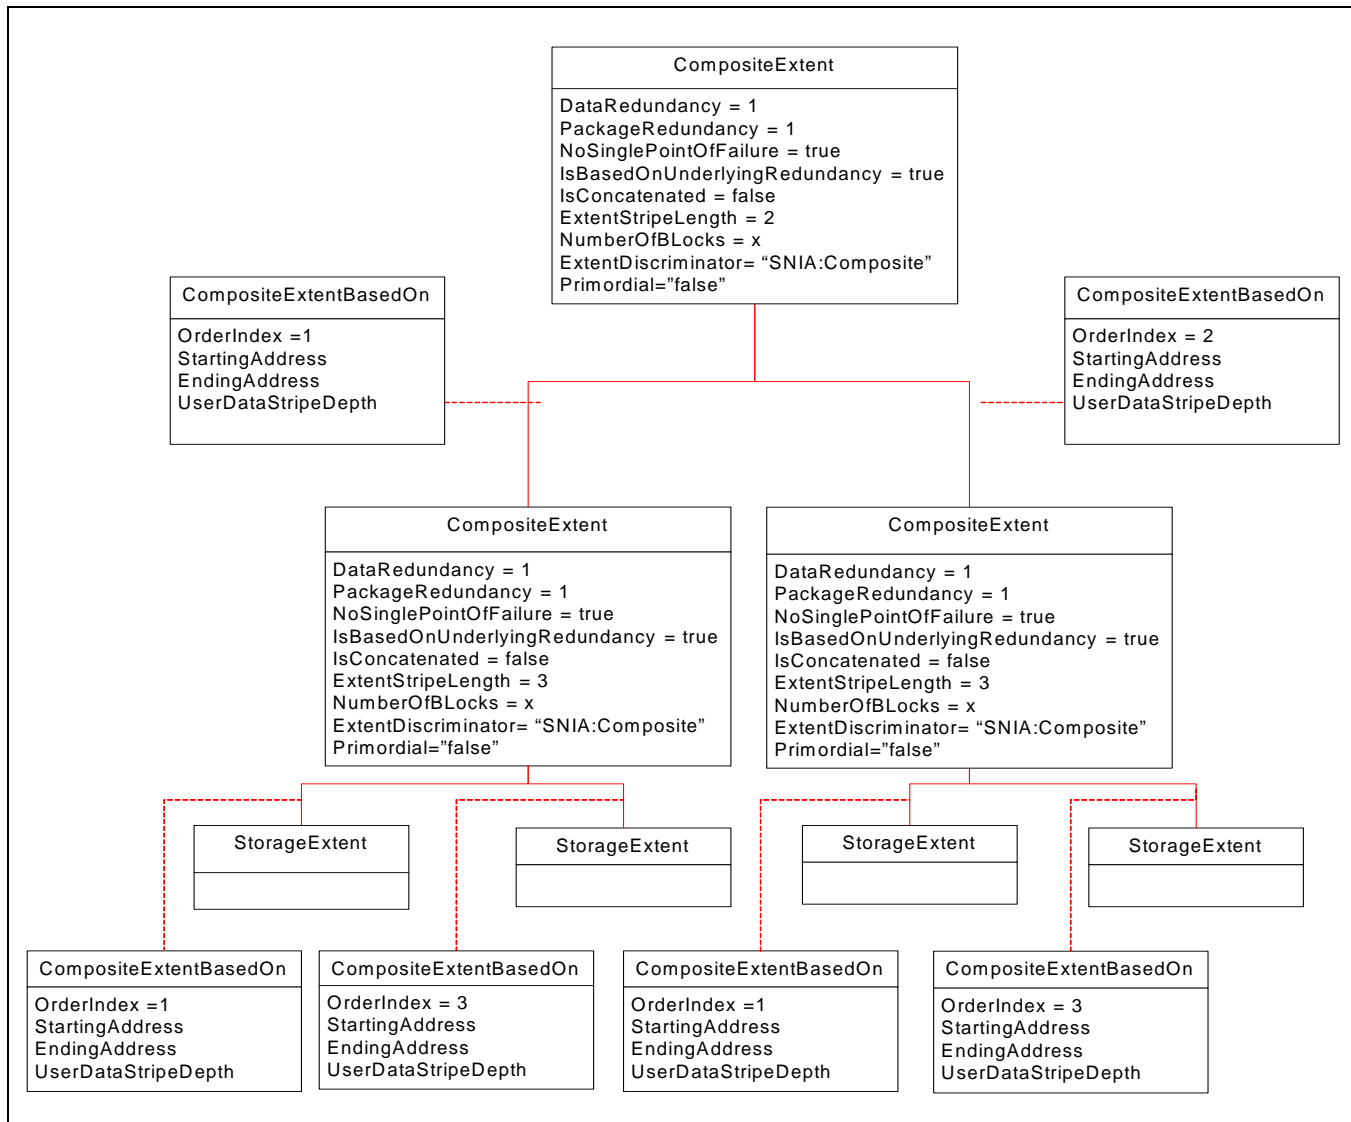 CompositeExtent
DataRedundancy = 1
PackageRedundancy = 1
NoSinglePointOfFailure = true
IsBasedOnUnderlyingRedundancy = true
IsConcatenated = false
ExtentStripeLength = 2
NumberOfBLocks = x
ExtentDiscriminator= “SNIA:Composite”
Primordial=”false”
CompositeExtentBasedOn
OrderIndex =1
StartingAddress
EndingAddress
UserDataStripeDepth
CompositeExtentBasedOn
OrderIndex = 2
StartingAddress
EndingAddress
UserDataStripeDepth
CompositeExtent
DataRedundancy = 1
PackageRedundancy = 1
NoSinglePointOfFailure = true
IsBasedOnUnderlyingRedundancy = true
IsConcatenated = false
ExtentStripeLength = 3
NumberOfBLocks = x
ExtentDiscriminator= “SNIA:Composite”
Primordial=”false”
CompositeExtent
DataRedundancy = 1
PackageRedundancy = 1
NoSinglePointOfFailure = true
IsBasedOnUnderlyingRedundancy = true
IsConcatenated = false
ExtentStripeLength = 3
NumberOfBLocks = x
ExtentDiscriminator= “SNIA:Composite”
Primordial=”false”
StorageExtent
StorageExtent
StorageExtent
StorageExtent
CompositeExtentBasedOn
OrderIndex =1
StartingAddress
EndingAddress
UserDataStripeDepth
CompositeExtentBasedOn
OrderIndex = 3
StartingAddress
EndingAddress
UserDataStripeDepth
CompositeExtentBasedOn
OrderIndex =1
StartingAddress
EndingAddress
UserDataStripeDepth
CompositeExtentBasedOn
OrderIndex = 3
StartingAddress
EndingAddress
UserDataStripeDepth